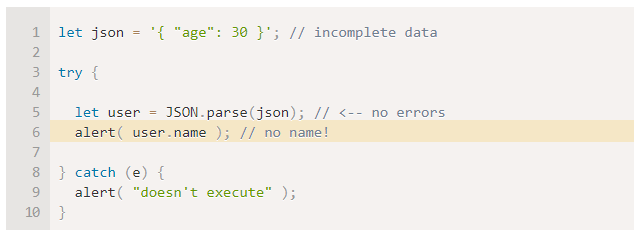 1 let json = '{ "age": 30 }'; // incomplete data
2
3 try {
4
5 let user = JSON.parse(json); // <-- no errors
6 alert( user.name ); // no name!
7
8 } catch (e) {
9 alert( "doesn't execute" );
10 }